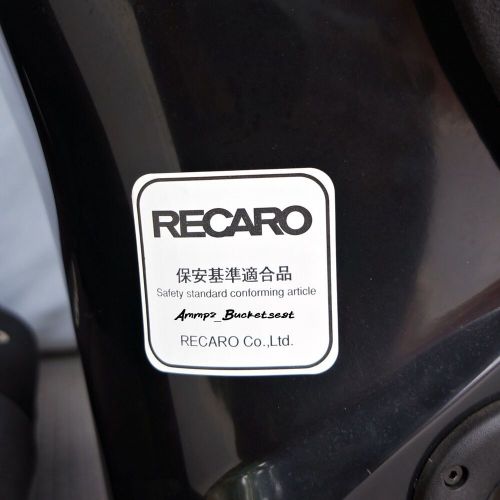 RECARO
保安基準適合品
Safety standard conforming article
Ammpz_Bucketseat
RECARO Co.,Ltd.